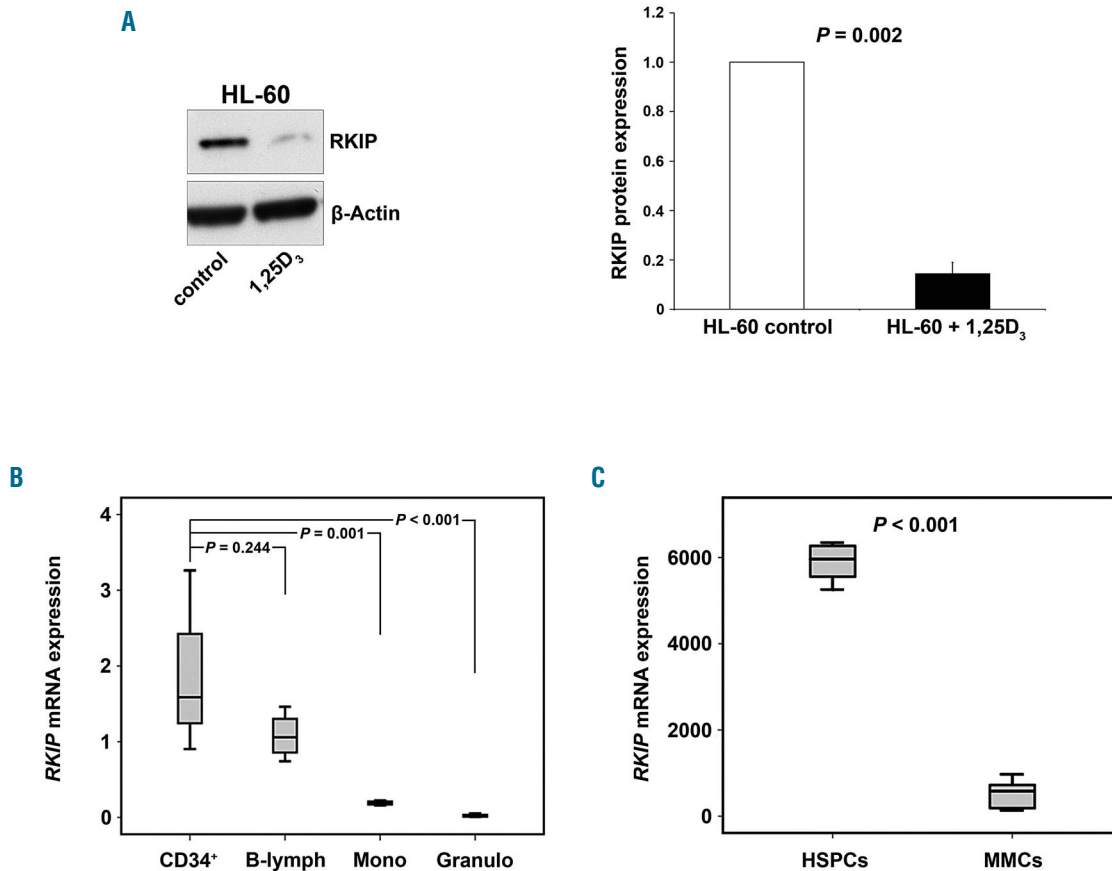 A
HL-60
RKIP
β-Actin
control
1,25D₃
RKIP protein expression
1.2
1.0
0.8
0.6
0.4
0.2
0
P = 0.002
HL-60 control
HL-60 + 1,25D₃
B
RKIP mRNA expression
4
3
2
1
0
P < 0.001
P = 0.001
P = 0.244
CD34⁺
B-lymph
Mono
Granulo
C
RKIP mRNA expression
6000
4000
2000
0
P < 0.001
HSPCs
MMCs